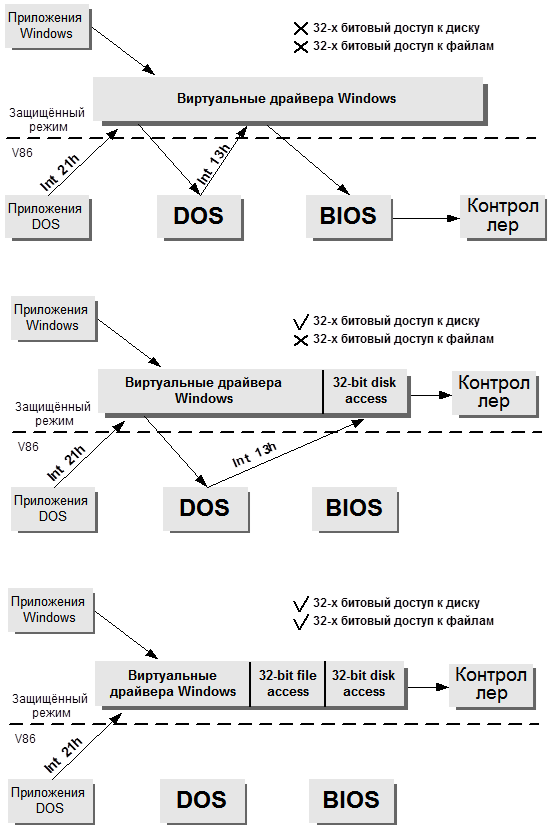 Приложения
Windows
32-х битовый доступ к диску
32-х битовый доступ к файлам
Виртуальные драйвера Windows
Защищённый
режим
V86
Int 21h
Int 13h
Приложения
DOS
DOS
BIOS
Контрол
лер
Приложения
Windows
32-х битовый доступ к диску
32-х битовый доступ к файлам
Виртуальные драйвера
Windows
32-bit disk
access
Контрол
лер
Защищённый
режим
V86
Int 21h
Int 13h
Приложения
DOS
DOS
BIOS
Приложения
Windows
32-х битовый доступ к диску
32-х битовый доступ к файлам
Виртуальные
драйвера Windows
32-bit file
access
32-bit disk
access
Контрол
лер
Защищённый
режим
V86
Int 21h
Приложения
DOS
DOS
BIOS